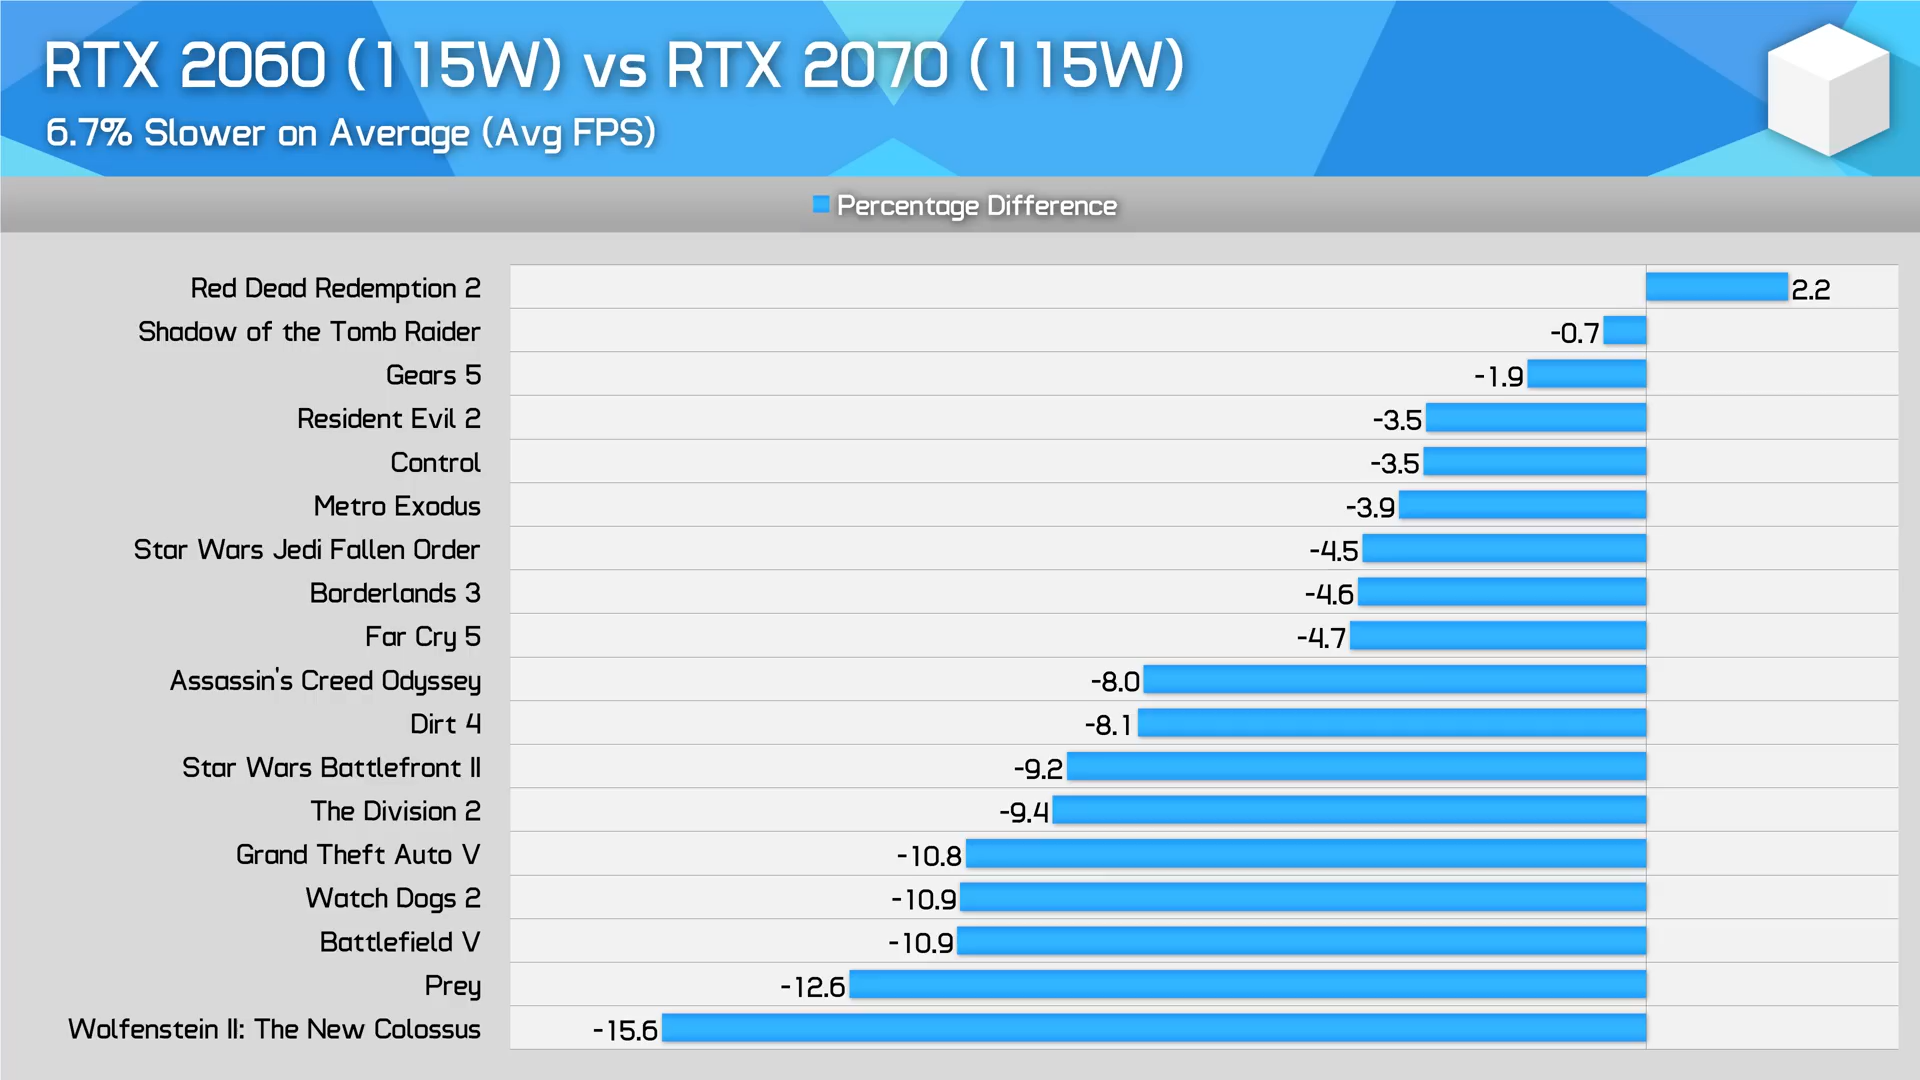 RTX 2060 (115W) vs RTX 2070 (115W)
6.7% Slower on Average (Avg FPS)
Percentage Difference
Red Dead Redemption 2 2.2
Shadow of the Tomb Raider -0.7
Gears 5 -1.9
Resident Evil 2 -3.5
Control -3.5
Metro Exodus -3.9
Star Wars Jedi Fallen Order -4.5
Borderlands 3 -4.6
Far Cry 5 -4.7
Assassin's Creed Odyssey -8.0
Dirt 4 -8.1
Star Wars Battlefront II -9.2
The Division 2 -9.4
Grand Theft Auto V -10.8
Watch Dogs 2 -10.9
Battlefield V -10.9
Prey -12.6
Wolfenstein II: The New Colossus -15.6